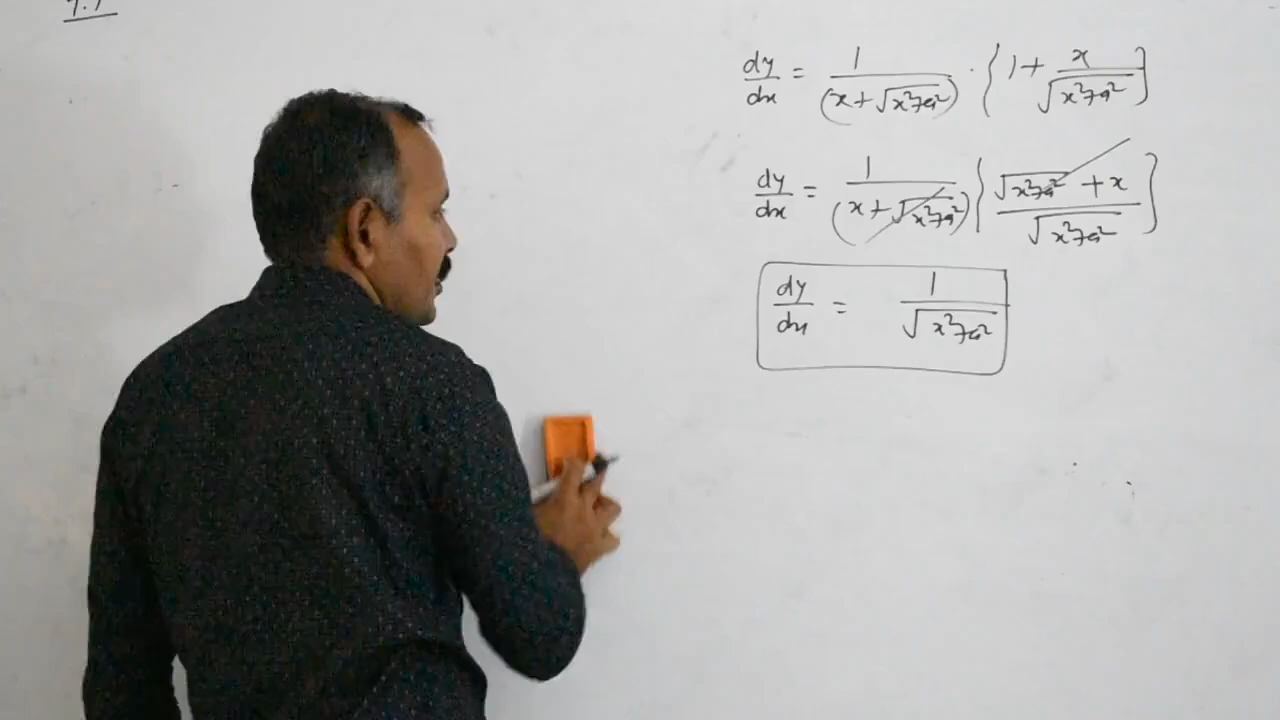 dy/dx = 1/(x + √(x²+a²)) · {1 + x/√(x²+a²)}
dy/dx = 1/(x + √(x²+a²)) {(√(x²+a²) + x)/√(x²+a²)}
dy/dx = 1/√(x²+a²)